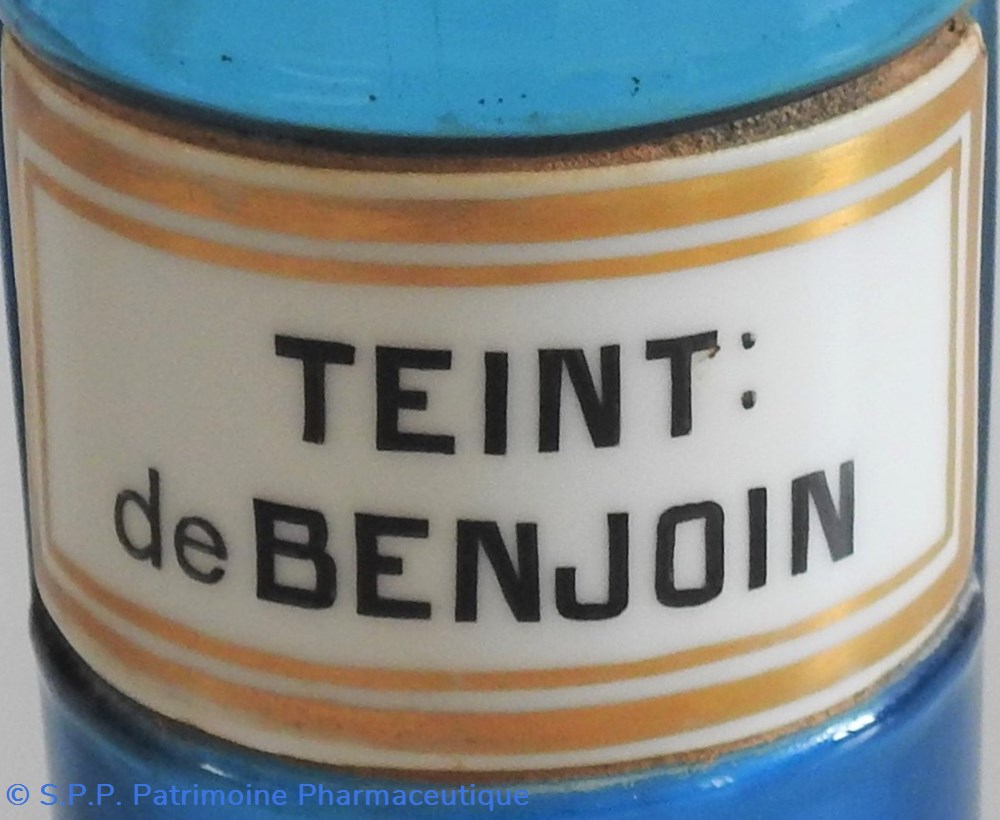 TEINT:
de BENJOIN
© S.P.P. Patrimoine Pharmaceutique